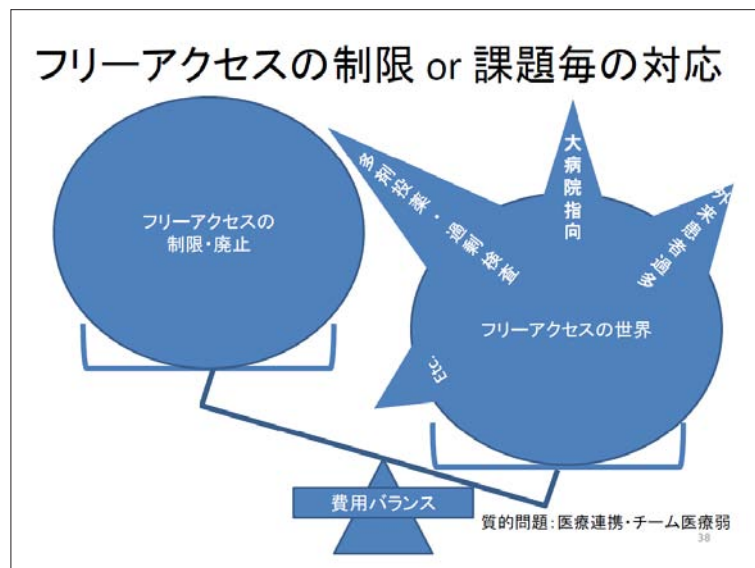 フリーアクセスの制限 or 課題毎の対応
フリーアクセスの
制限・廃止
多剤投薬・過剰検査
大病院指向
外来患者過多
フリーアクセスの世界
Etc.
費用バランス
質的問題：医療連携・チーム医療弱
38